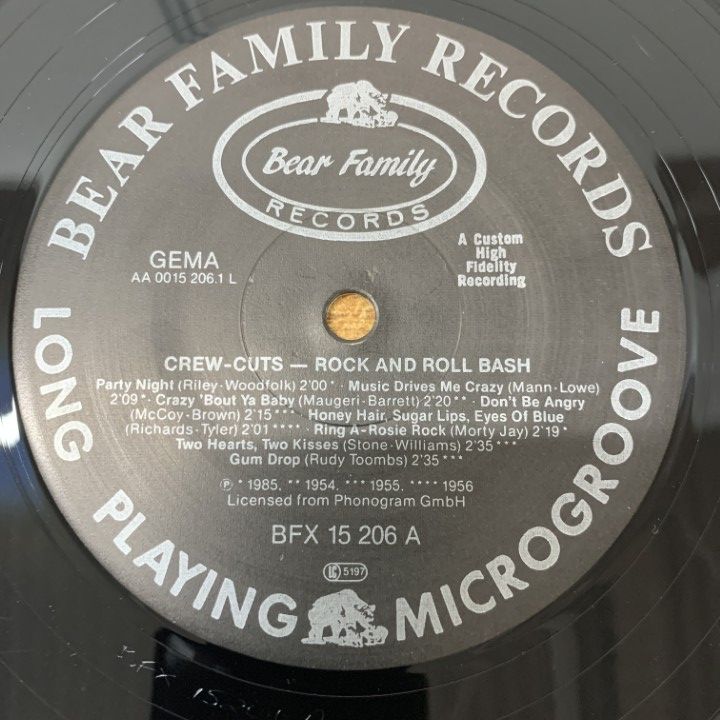 BEAR FAMILY RECORDS
Bear Family
RECORDS
GEMA
AA 0015 206.1 L
A Custom
High
Fidelity
Recording
CREW-CUTS — ROCK AND ROLL BASH
Party Night (Riley·Woodfolk) 2'00* · Music Drives Me Crazy (Mann·Lowe)
2'09* · Crazy 'Bout Ya Baby (Maugeri·Barrett) 2'20** · Don't Be Angry
(McCoy·Brown) 2'15*** · Honey Hair, Sugar Lips, Eyes Of Blue
(Richards·Tyler) 2'01**** · Ring A-Rosie Rock (Morty Jay) 2'19*
Two Hearts, Two Kisses (Stone·Williams) 2'35***
Gum Drop (Rudy Toombs) 2'35***
℗ * 1985. ** 1954. *** 1955. **** 1956
Licensed from Phonogram GmbH
BFX 15 206 A
LC 5197
LONG PLAYING MICROGROOVE